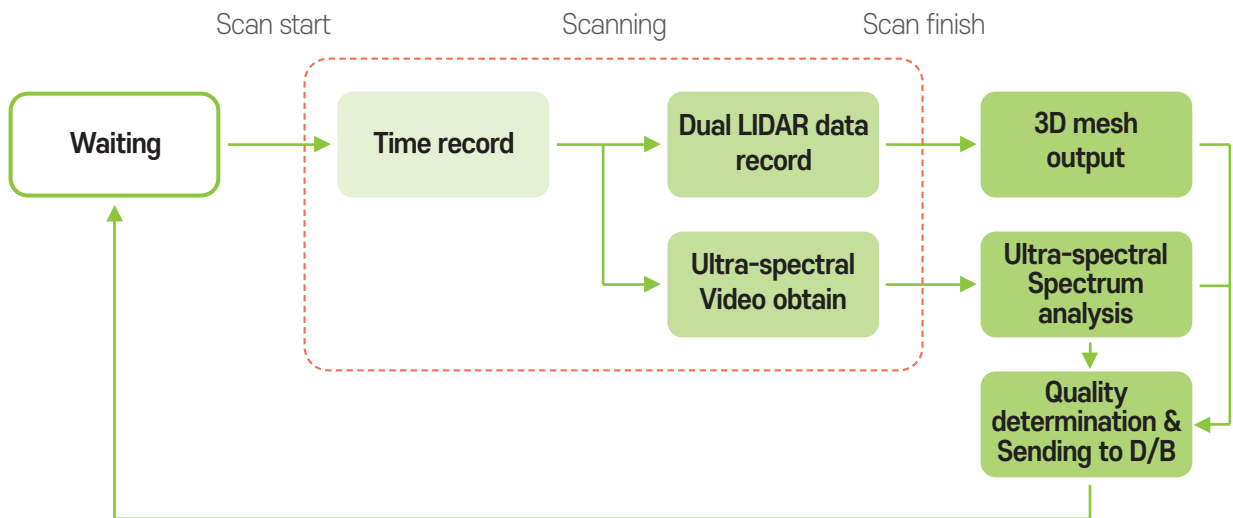 Scan start
Scanning
Scan finish
Waiting
Time record
Dual LIDAR data
record
3D mesh
output
Ultra-spectral
Video obtain
Ultra-spectral
Spectrum
analysis
Quality
determination &
Sending to D/B